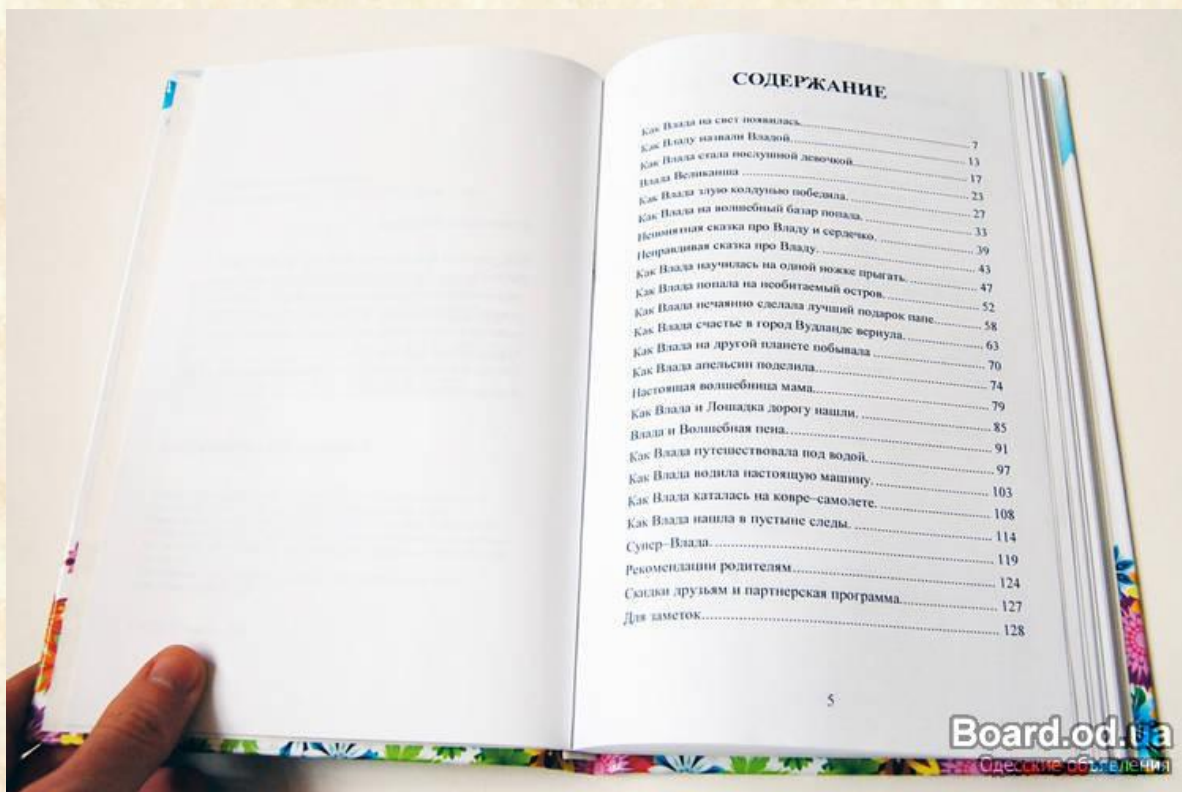 СОДЕРЖАНИЕ
Как Влада на свет появилась........ 7
Как Владу назвали Владой........ 13
Как Влада стала послушной девочкой........ 17
Влада Великанша ........ 23
Как Влада злую колдунью победила. ........ 27
Как Влада на волшебный базар попала. ........ 33
Непонятная сказка про Владу и сердечко. ........ 39
Неправдивая сказка про Владу. ........ 43
Как Влада научилась на одной ножке прыгать. ........ 47
Как Влада попала на необитаемый остров. ........ 52
Как Влада нечаянно сделала лучший подарок папе........ 58
Как Влада счастье в город Вудландс вернула. ........ 63
Как Влада на другой планете побывала ........ 70
Как Влада апельсин поделила........ 74
Настоящая волшебница мама........ 79
Как Влада и Лошадка дорогу нашли. ........ 85
Влада и Волшебная пена........ 91
Как Влада путешествовала под водой. ........ 97
Как Влада водила настоящую машину. ........ 103
Как Влада каталась на ковре–самолете. ........ 108
Как Влада нашла в пустыне следы. ........ 114
Супер–Влада. ........ 119
Рекомендации родителям........ 124
Скидки друзьям и партнерская программа........ 127
Для заметок........ 128
5
Board.od.ua
Одесские объявления